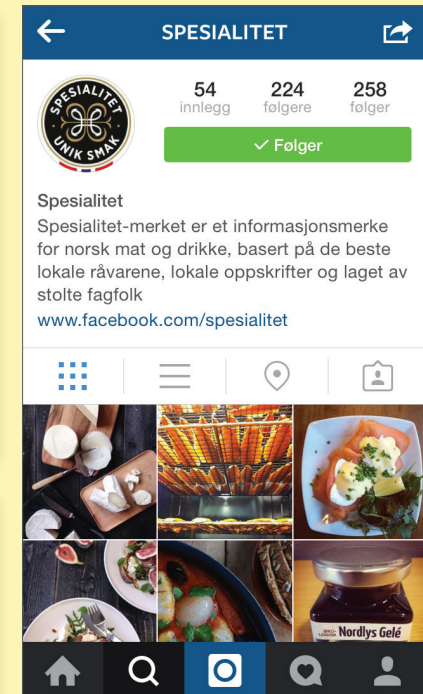 SPESIALITET
SPESIALITET
UNIK SMAK
54 224 258
innlegg følgere følger
✓ Følger
Spesialitet
Spesialitet-merket er et informasjonsmerke
for norsk mat og drikke, basert på de beste
lokale råvarene, lokale oppskrifter og laget av
stolte fagfolk
www.facebook.com/spesialitet
ØKO-
LOGISK Nordlys Gelé